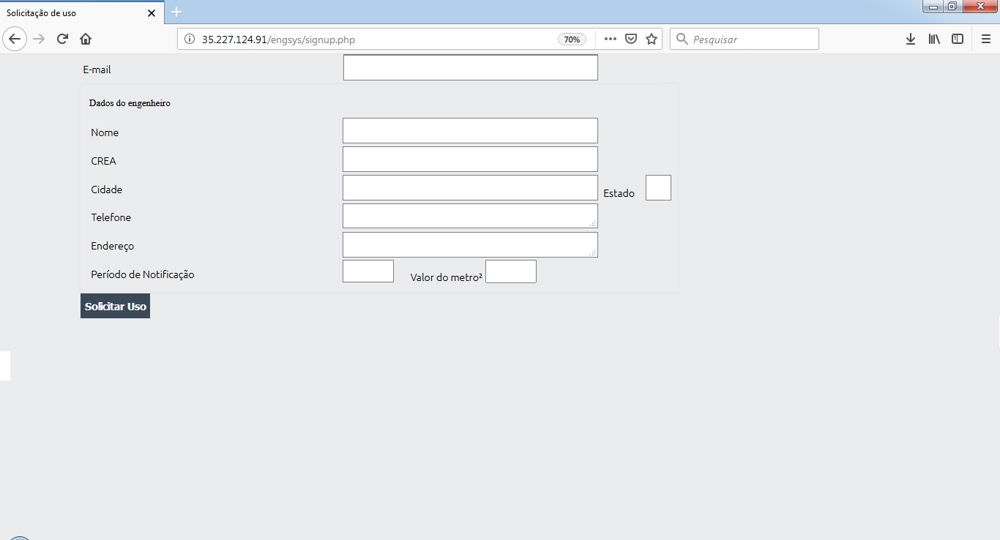 Solicitação de uso
35.227.124.91/engsys/signup.php 70% Pesquisar
E-mail
Dados do engenheiro
Nome
CREA
Cidade Estado
Telefone
Endereço
Período de Notificação Valor do metro²
Solicitar Uso